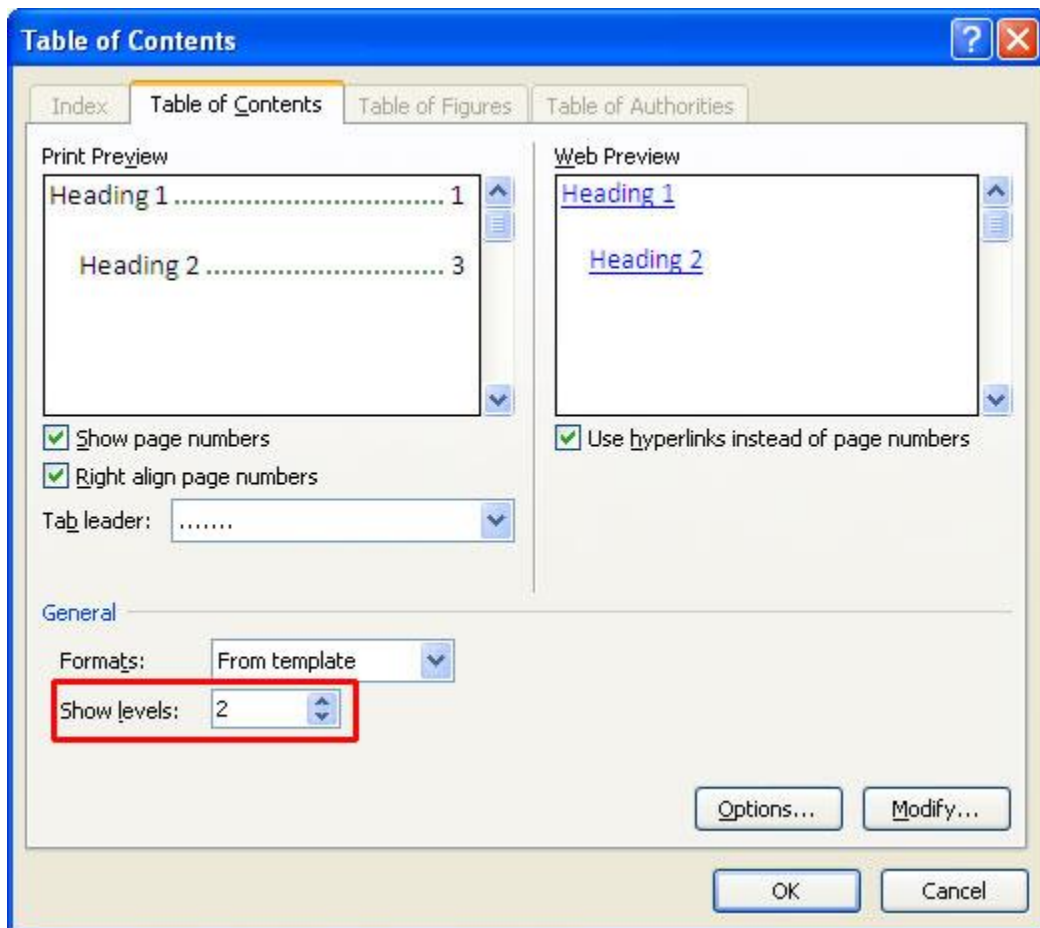 Table of Contents
Index Table of Contents Table of Figures Table of Authorities
Print Preview
Heading 1 ................................. 1
Heading 2 ............................. 3
Show page numbers
Right align page numbers
Tab leader: .......
Web Preview
Heading 1
Heading 2
Use hyperlinks instead of page numbers
General
Formats: From template
Show levels: 2
Options... Modify...
OK Cancel